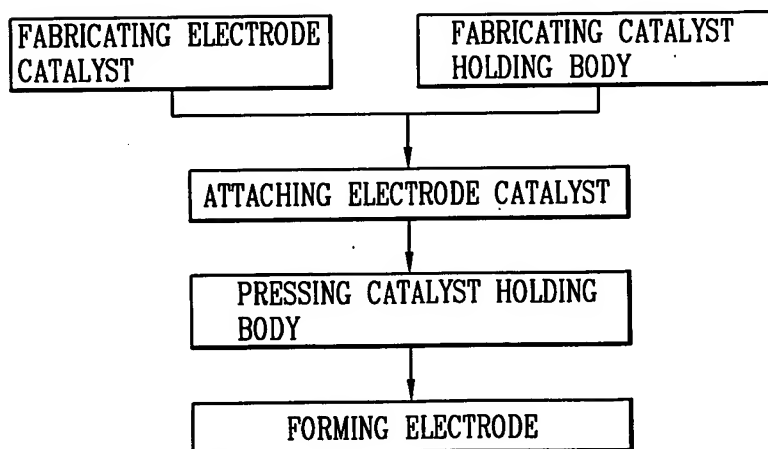 FABRICATING ELECTRODE
CATALYST
FABRICATING CATALYST
HOLDING BODY
ATTACHING ELECTRODE CATALYST
PRESSING CATALYST HOLDING
BODY
FORMING ELECTRODE